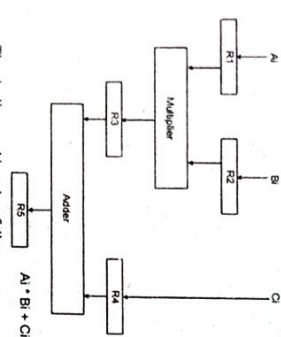 Ai
Bi
Ci
R1
R2
Multiplier
R3
R4
Adder
R5
Ai * Bi + Ci